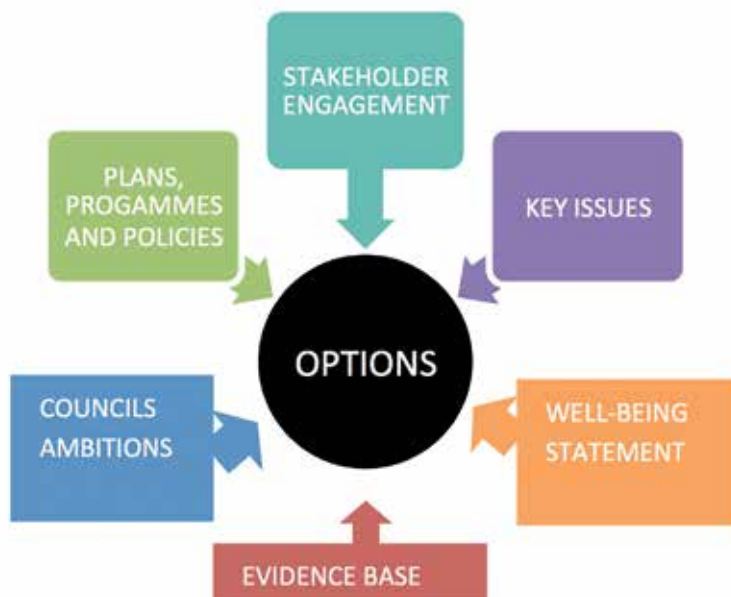 STAKEHOLDER
ENGAGEMENT
PLANS,
PROGAMMES
AND POLICIES
KEY ISSUES
OPTIONS
COUNCILS
AMBITIONS
WELL-BEING
STATEMENT
EVIDENCE BASE